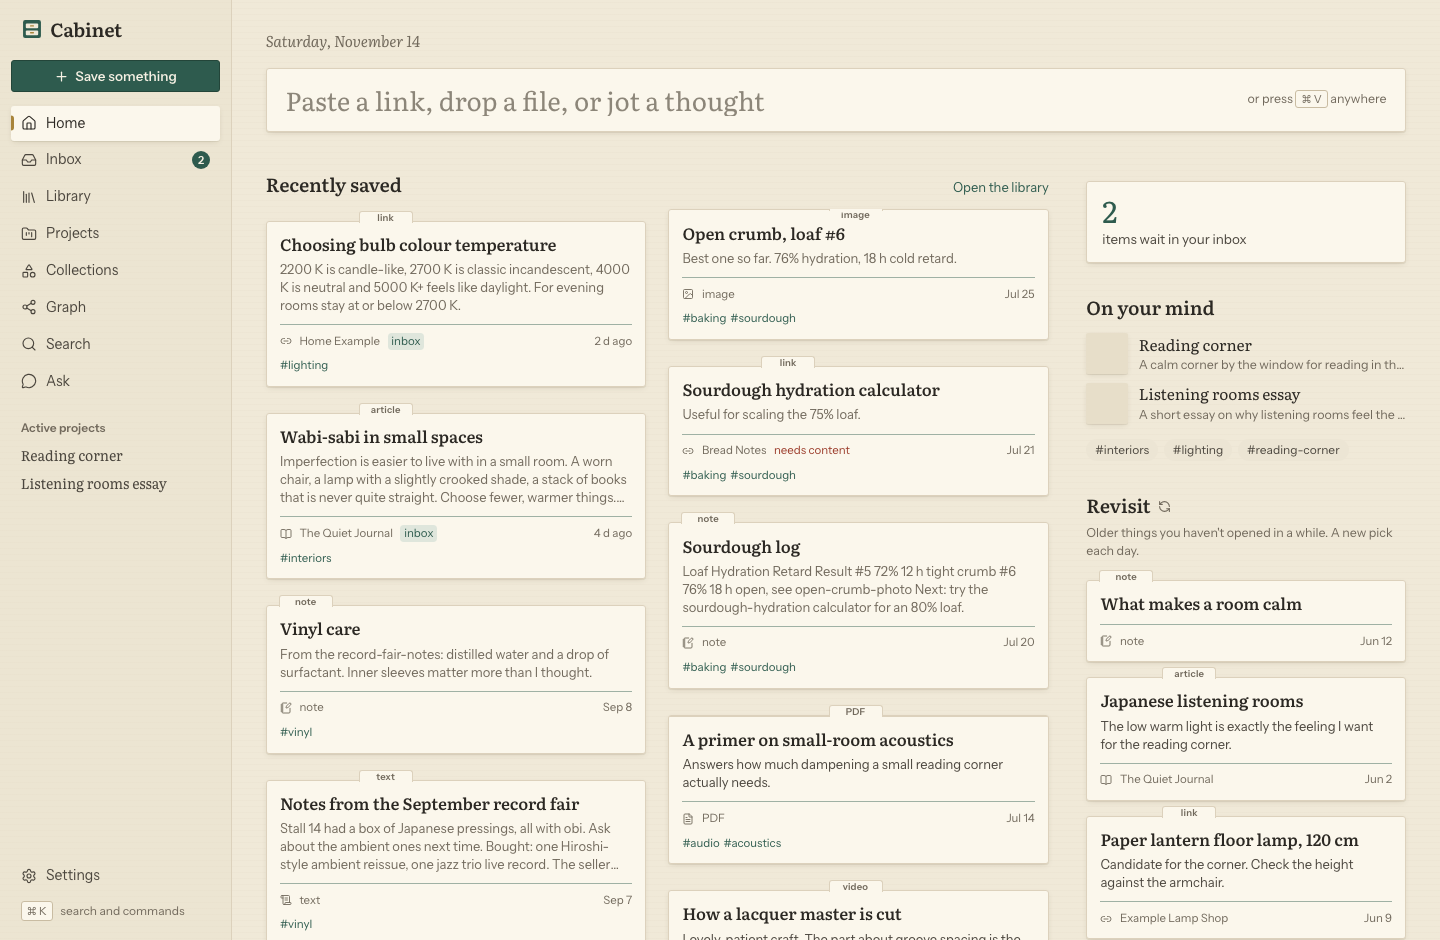 Cabinet
Save something
Home
Inbox 2
Library
Projects
Collections
Graph
Search
Ask
Active projects
Reading corner
Listening rooms essay
Settings
⌘ K search and commands
Saturday, November 14
Paste a link, drop a file, or jot a thought
or press ⌘ V anywhere
Recently saved
Open the library
link
Choosing bulb colour temperature
2200 K is candle-like, 2700 K is classic incandescent, 4000
K is neutral and 5000 K+ feels like daylight. For evening
rooms stay at or below 2700 K.
Home Example inbox 2 d ago
#lighting
article
Wabi-sabi in small spaces
Imperfection is easier to live with in a small room. A worn
chair, a lamp with a slightly crooked shade, a stack of books
that is never quite straight. Choose fewer, warmer things.…
The Quiet Journal inbox 4 d ago
#interiors
note
Vinyl care
From the record-fair-notes: distilled water and a drop of
surfactant. Inner sleeves matter more than I thought.
note Sep 8
#vinyl
text
Notes from the September record fair
Stall 14 had a box of Japanese pressings, all with obi. Ask
about the ambient ones next time. Bought: one Hiroshi-
style ambient reissue, one jazz trio live record. The seller…
text Sep 7
#vinyl
image
Open crumb, loaf #6
Best one so far. 76% hydration, 18 h cold retard.
image Jul 25
#baking #sourdough
link
Sourdough hydration calculator
Useful for scaling the 75% loaf.
Bread Notes needs content Jul 21
#baking #sourdough
note
Sourdough log
Loaf Hydration Retard Result #5 72% 12 h tight crumb #6
76% 18 h open, see open-crumb-photo Next: try the
sourdough-hydration calculator for an 80% loaf.
note Jul 20
#baking #sourdough
PDF
A primer on small-room acoustics
Answers how much dampening a small reading corner
actually needs.
PDF Jul 14
#audio #acoustics
video
How a lacquer master is cut
Lovely, patient craft. The part about groove spacing is the
2
items wait in your inbox
On your mind
Reading corner
A calm corner by the window for reading in th…
Listening rooms essay
A short essay on why listening rooms feel the …
#interiors #lighting #reading-corner
Revisit
Older things you haven't opened in a while. A new pick
each day.
note
What makes a room calm
note Jun 12
article
Japanese listening rooms
The low warm light is exactly the feeling I want
for the reading corner.
The Quiet Journal Jun 2
link
Paper lantern floor lamp, 120 cm
Candidate for the corner. Check the height
against the armchair.
Example Lamp Shop Jun 9